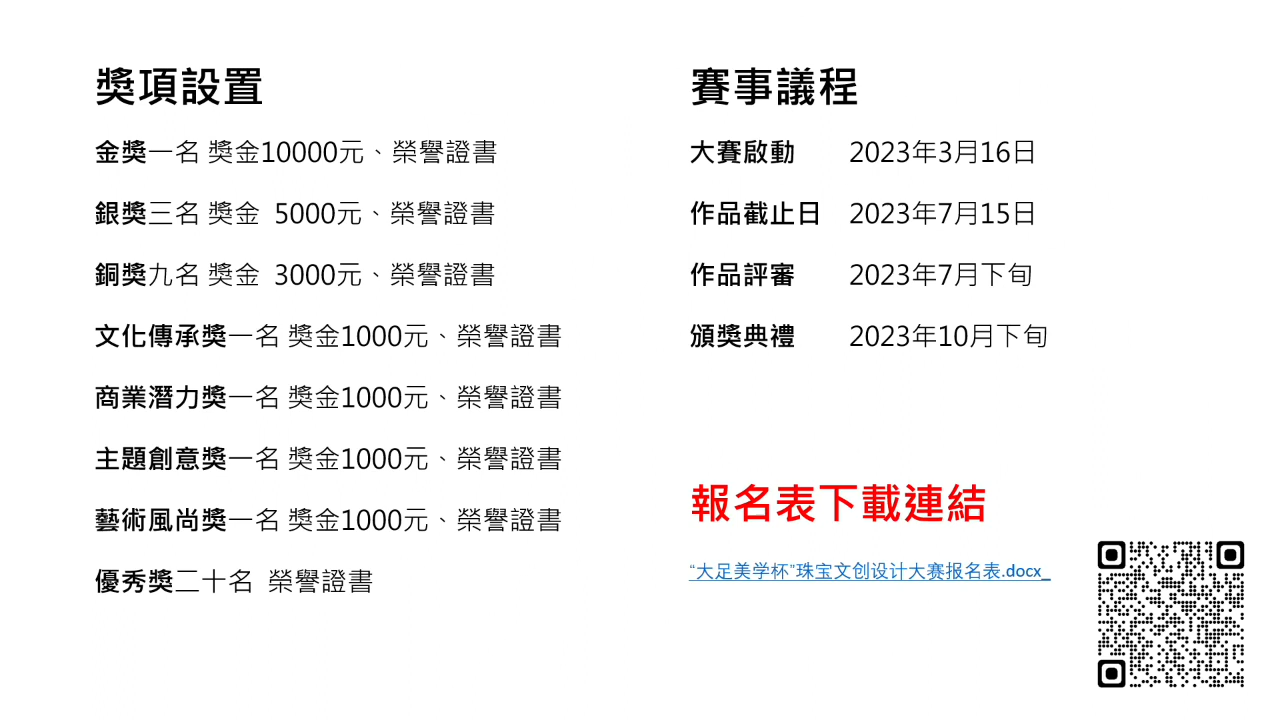 獎項設置
金獎一名 獎金10000元、榮譽證書
銀獎三名 獎金 5000元、榮譽證書
銅獎九名 獎金 3000元、榮譽證書
文化傳承獎一名 獎金1000元、榮譽證書
商業潛力獎一名 獎金1000元、榮譽證書
主題創意獎一名 獎金1000元、榮譽證書
藝術風尚獎一名 獎金1000元、榮譽證書
優秀獎二十名 榮譽證書
賽事議程
大賽啟動 2023年3月16日
作品截止日 2023年7月15日
作品評審 2023年7月下旬
頒獎典禮 2023年10月下旬
報名表下載連結
“大足美学杯”珠宝文创设计大赛报名表.docx_